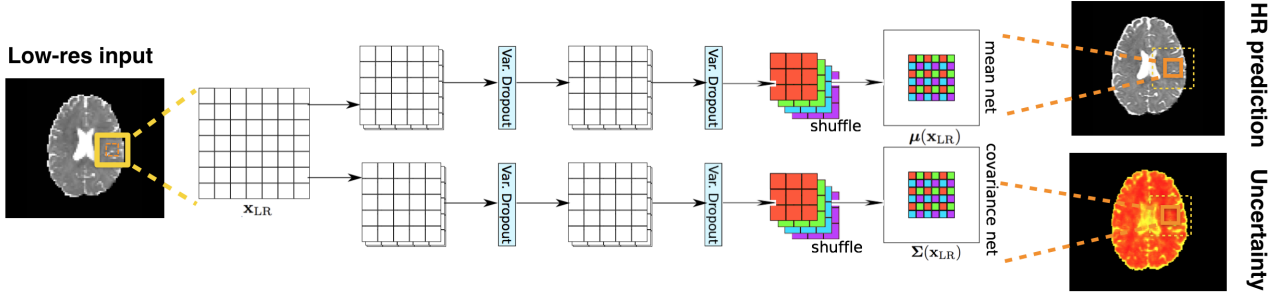 Low-res input
x_LR
Var. Dropout
Var. Dropout
shuffle
μ(x_LR)
mean net
HR prediction
Var. Dropout
Var. Dropout
shuffle
Σ(x_LR)
covariance net
Uncertainty